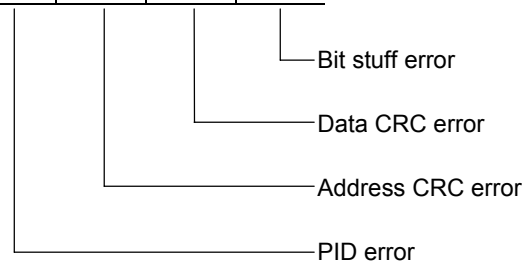 Bit stuff error
Data CRC error
Address CRC error
PID error